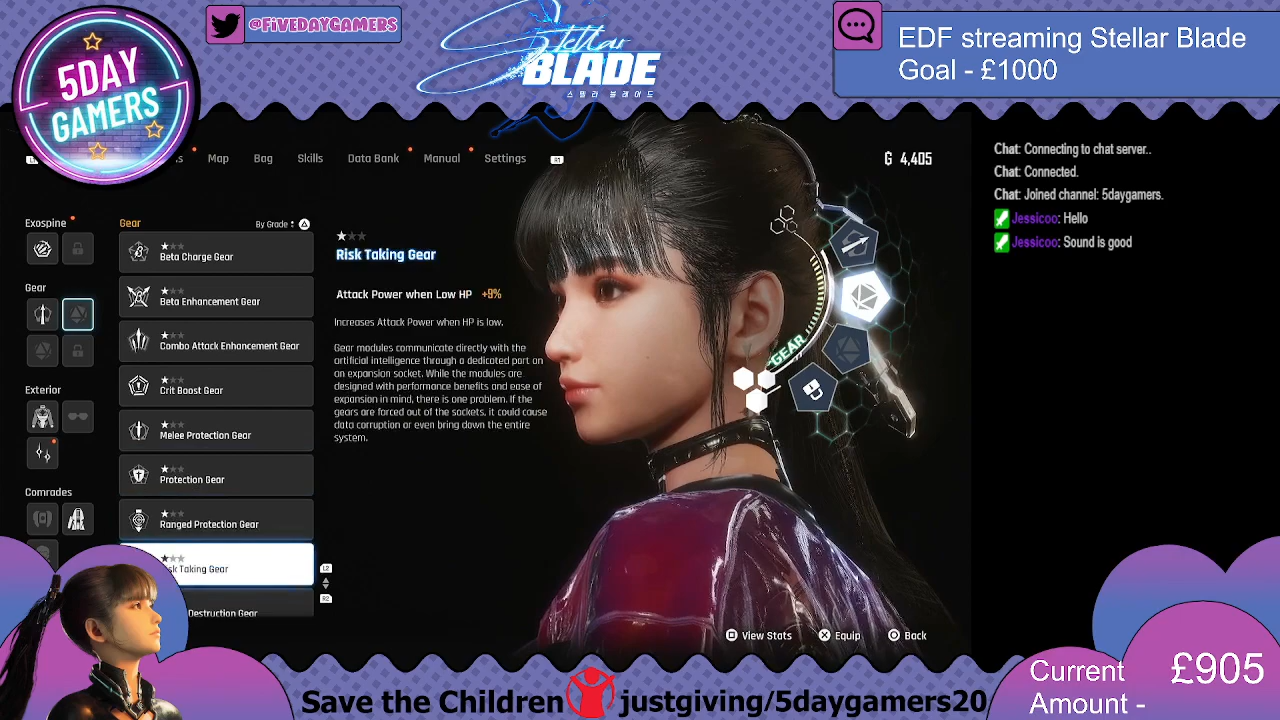 5DAY
GAMERS
@FiVEDAYGAMERS
Stellar
BLADE
스텔라 블레이드
EDF streaming Stellar Blade
Goal - £1000
Map
Bag
Skills
Data Bank
Manual
Settings
R1
4,405
Chat: Connecting to chat server..
Chat: Connected.
Chat: Joined channel: 5daygamers.
Jessicoo: Hello
Jessicoo: Sound is good
Exospine
Gear
Exterior
Comrades
Gear
By Grade :
Beta Charge Gear
Beta Enhancement Gear
Combo Attack Enhancement Gear
Crit Boost Gear
Melee Protection Gear
Protection Gear
Ranged Protection Gear
sk Taking Gear
Destruction Gear
L2
R2
Risk Taking Gear
Attack Power when Low HP +9%
Increases Attack Power when HP is low.
Gear modules communicate directly with the
artificial intelligence through a dedicated port on
an expansion socket. While the modules are
designed with performance benefits and ease of
expansion in mind, there is one problem. If the
gears are forced out of the sockets, it could cause
data corruption or even bring down the entire
system.
GEAR
View Stats
Equip
Back
Save the Children justgiving/5daygamers20
Current
Amount -
£905